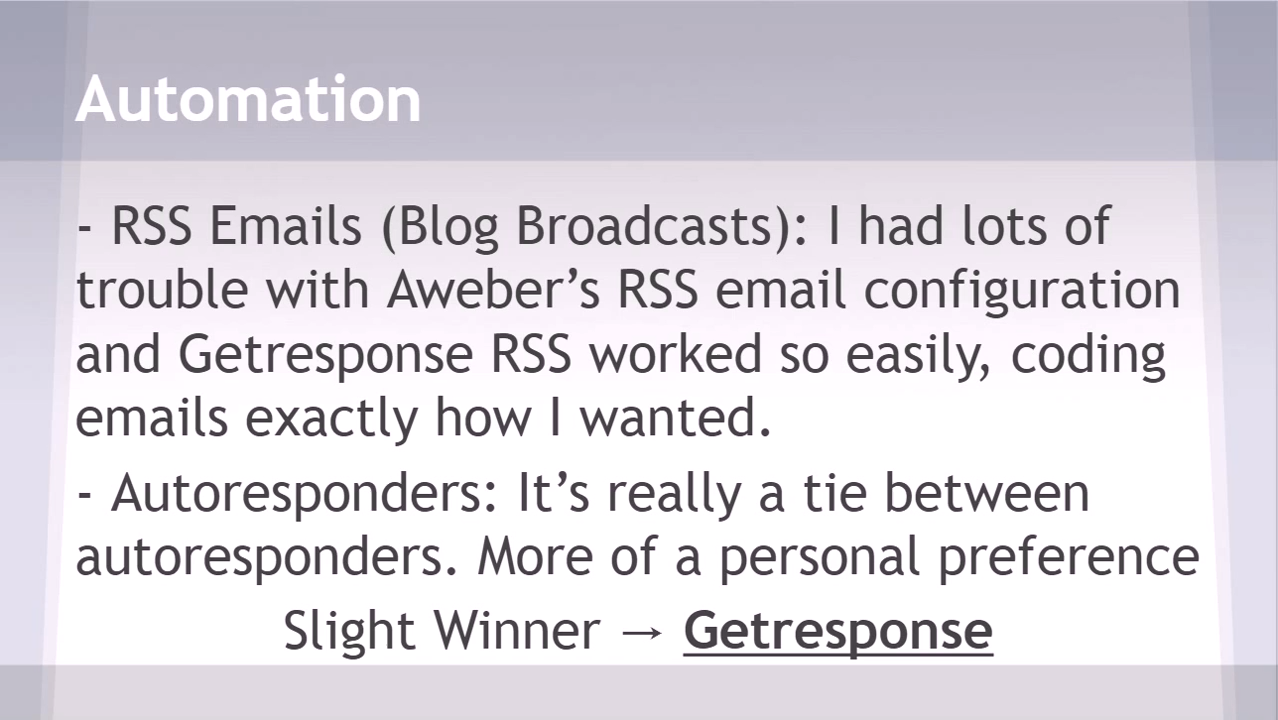 Automation
- RSS Emails (Blog Broadcasts): I had lots of
trouble with Aweber’s RSS email configuration
and Getresponse RSS worked so easily, coding
emails exactly how I wanted.
- Autoresponders: It’s really a tie between
autoresponders. More of a personal preference
Slight Winner → Getresponse